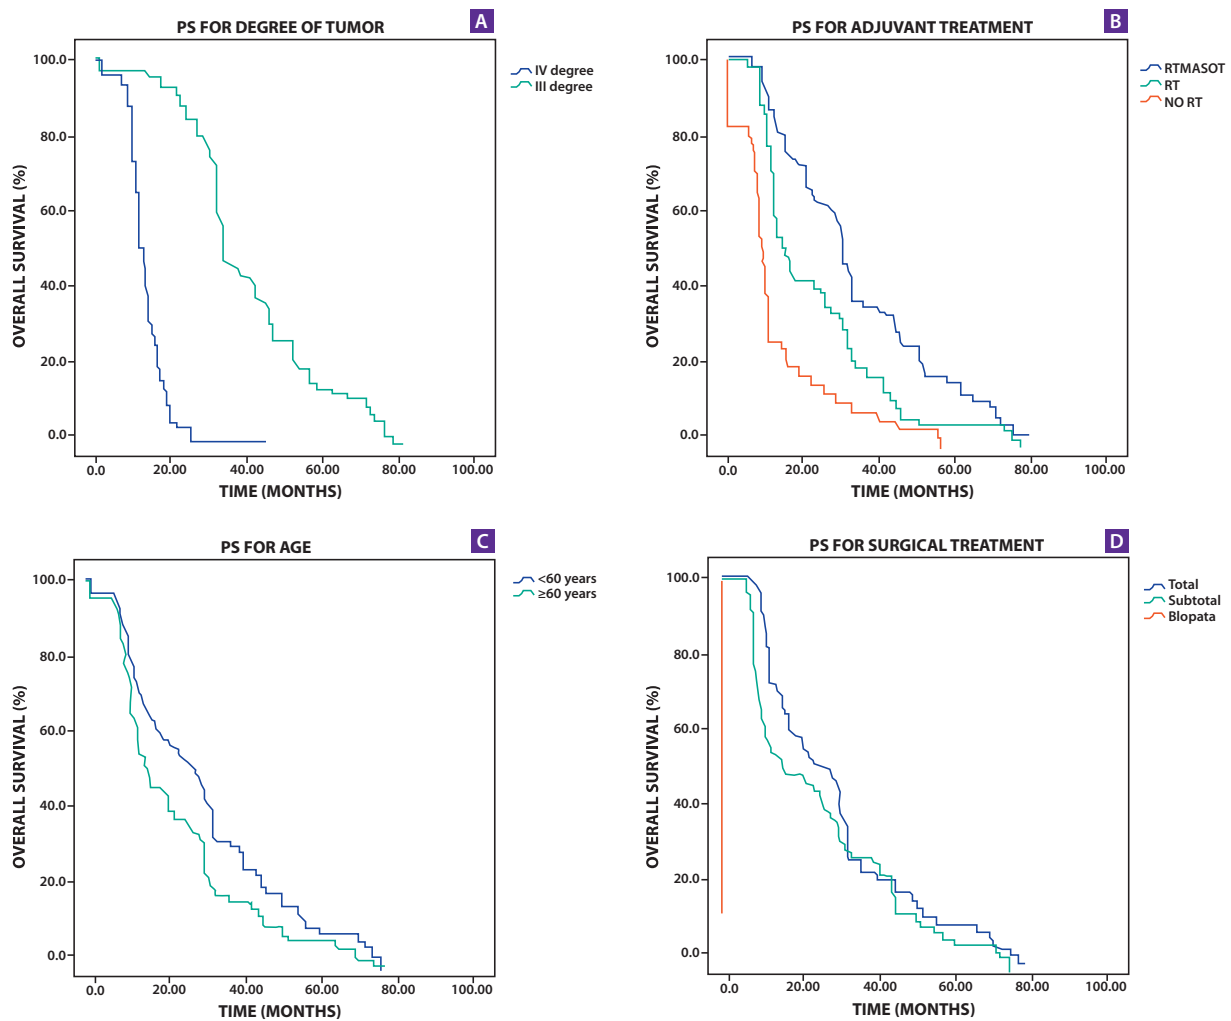 A
PS FOR DEGREE OF TUMOR
IV degree
III degree
OVERALL SURVIVAL (%)
100.0
80.0
60.0
40.0
20.0
0.0
0.0 20.00 40.00 60.00 80.00 100.00
TIME (MONTHS)
B
PS FOR ADJUVANT TREATMENT
RTMASOT
RT
NO RT
OVERALL SURVIVAL (%)
100.0
80.0
60.0
40.0
20.0
0.0
0.0 20.00 40.00 60.00 80.00 100.00
TIME (MONTHS)
C
PS FOR AGE
<60 years
≥60 years
OVERALL SURVIVAL (%)
100.0
80.0
60.0
40.0
20.0
0.0
0.0 20.00 40.00 60.00 80.00 100.00
TIME (MONTHS)
D
PS FOR SURGICAL TREATMENT
Total
Subtotal
Blopata
OVERALL SURVIVAL (%)
100.0
80.0
60.0
40.0
20.0
0.0
0.0 20.00 40.00 60.00 80.00 100.00
TIME (MONTHS)